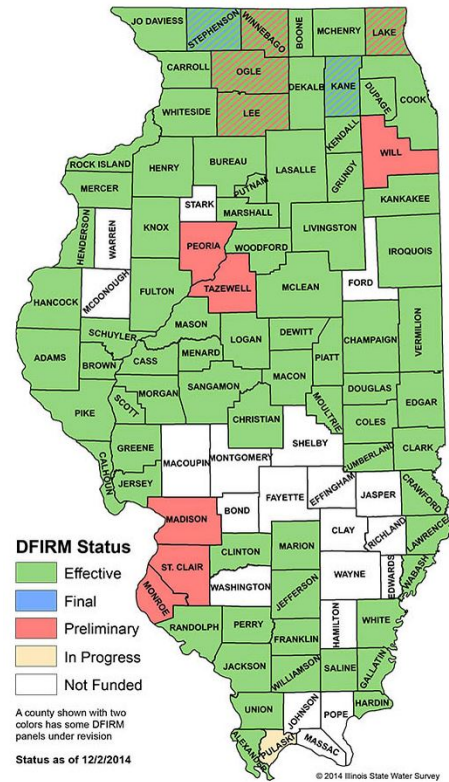 JO DAVIESS
STEPHENSON
WINNEBAGO
BOONE
MCHENRY
LAKE
CARROLL
OGLE
DEKALB
KANE
DUPAGE
COOK
WHITESIDE
LEE
KENDALL
WILL
ROCK ISLAND
HENRY
BUREAU
LASALLE
GRUNDY
MERCER
PUTNAM
KANKAKEE
STARK
MARSHALL
HENDERSON
WARREN
KNOX
LIVINGSTON
PEORIA
WOODFORD
IROQUOIS
FORD
MCDONOUGH
TAZEWELL
MCLEAN
HANCOCK
FULTON
MASON
SCHUYLER
LOGAN
DEWITT
CHAMPAIGN
VERMILION
ADAMS
BROWN
CASS
MENARD
PIATT
MACON
DOUGLAS
MORGAN
SANGAMON
EDGAR
PIKE
SCOTT
CHRISTIAN
MOULTRIE
COLES
SHELBY
GREENE
CALHOUN
MACOUPIN
MONTGOMERY
CUMBERLAND
CLARK
JERSEY
FAYETTE
EFFINGHAM
JASPER
CRAWFORD
BOND
MADISON
CLAY
RICHLAND
LAWRENCE
CLINTON
MARION
ST. CLAIR
WASHINGTON
WAYNE
EDWARDS
WABASH
MONROE
JEFFERSON
RANDOLPH
PERRY
HAMILTON
WHITE
FRANKLIN
JACKSON
WILLIAMSON
SALINE
GALLATIN
UNION
JOHNSON
POPE
HARDIN
ALEXANDER
PULASKI
MASSAC
DFIRM Status
Effective
Final
Preliminary
In Progress
Not Funded
A county shown with two
colors has some DFIRM
panels under revision
Status as of 12/2/2014
© 2014 Illinois State Water Survey